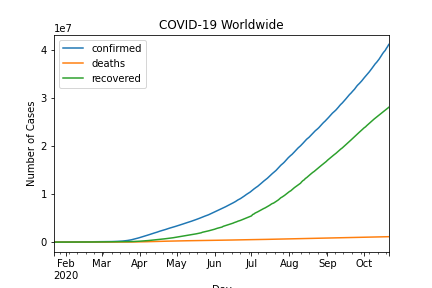 COVID-19 Worldwide
1e7
confirmed
deaths
recovered
Number of Cases
4
3
2
1
0
Feb Mar Apr May Jun Jul Aug Sep Oct
2020